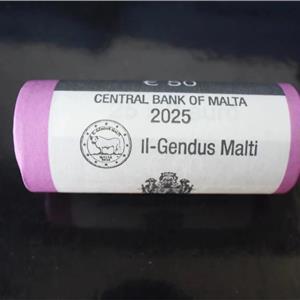 € 50
CENTRAL BANK OF MALTA
2025
Il-Gendus Malti